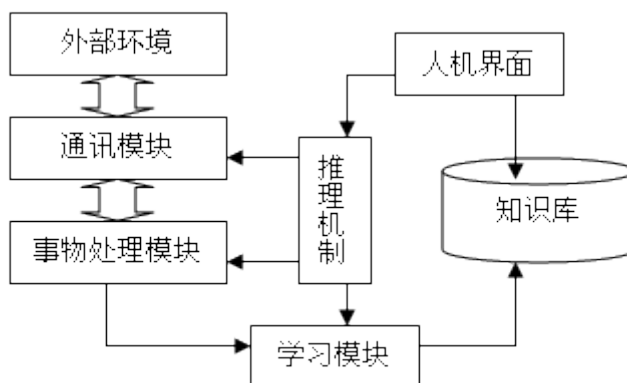 外部环境
人机界面
通讯模块
推理机制
知识库
事物处理模块
学习模块